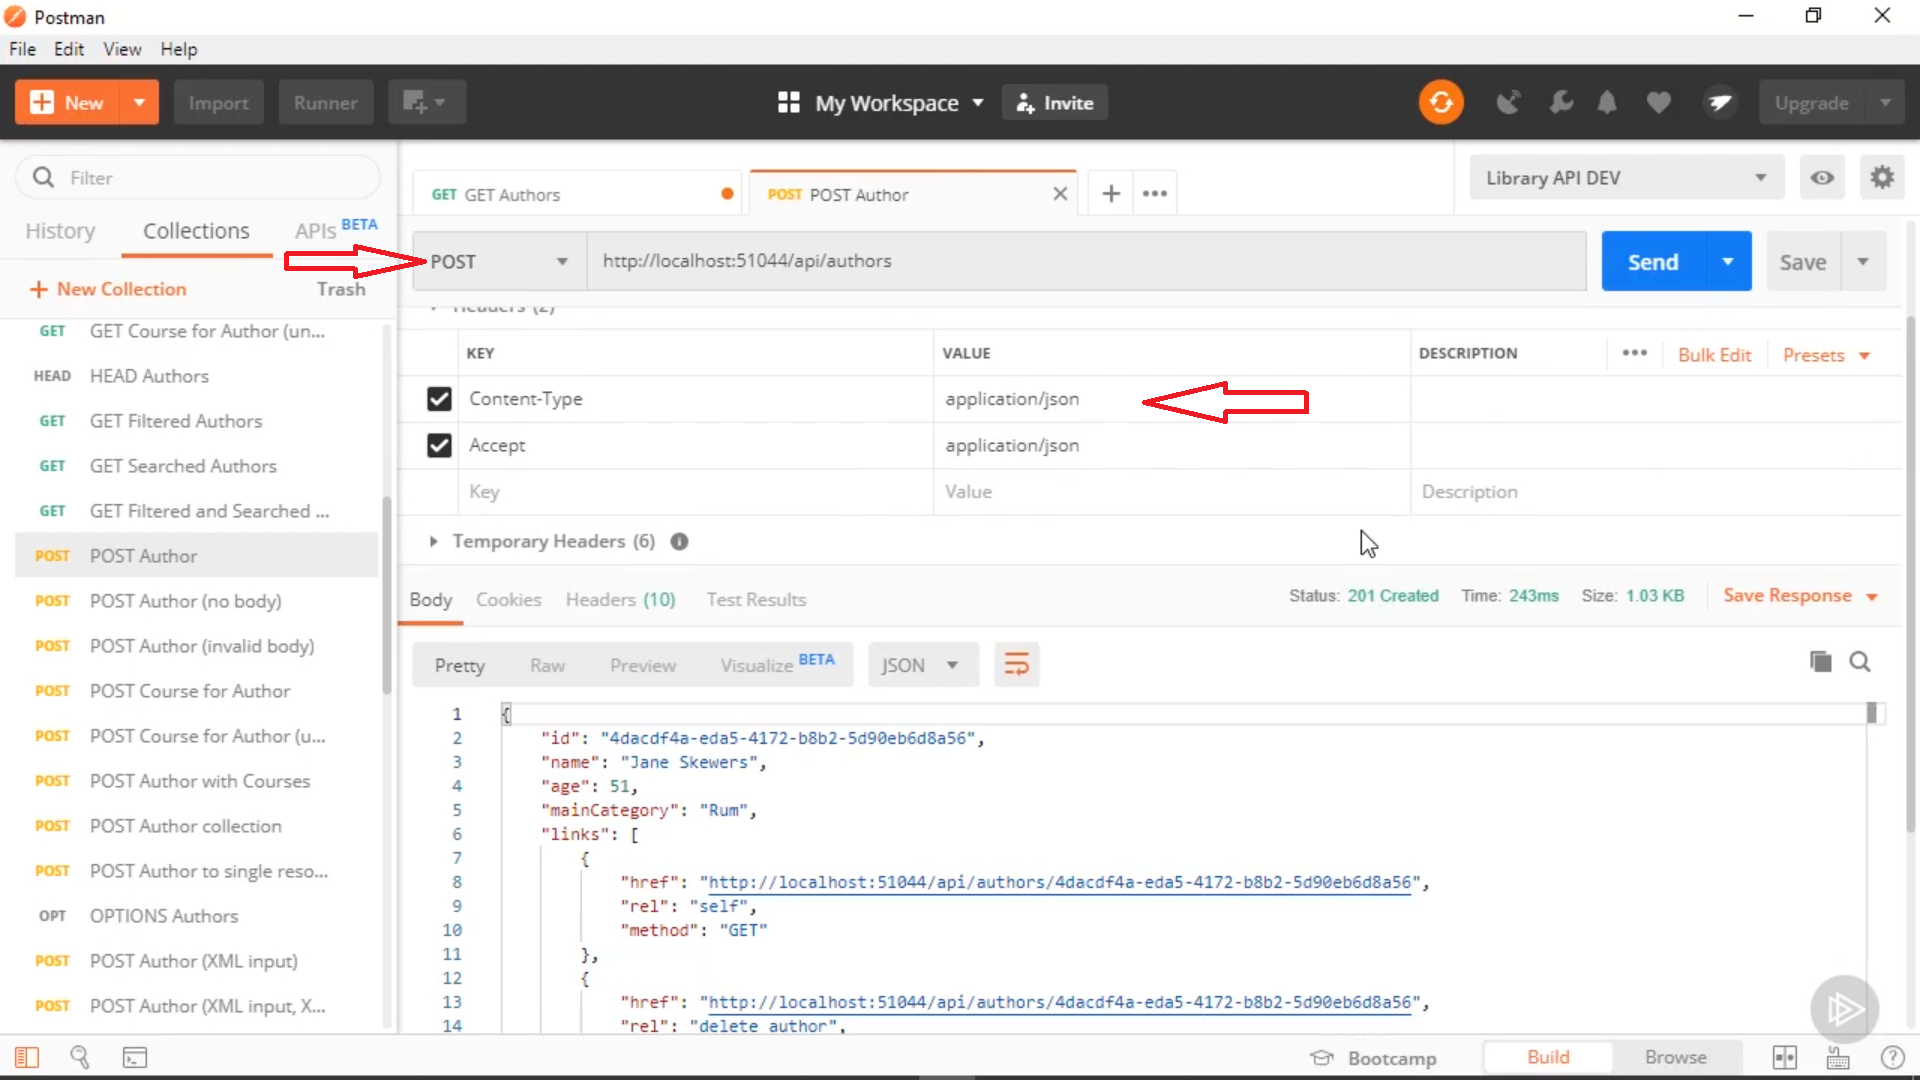 Postman
File Edit View Help
New Import Runner My Workspace Invite Upgrade
Filter
History Collections APIs BETA
New Collection Trash
GET GET Course for Author (un...
HEAD HEAD Authors
GET GET Filtered Authors
GET GET Searched Authors
GET GET Filtered and Searched ...
POST POST Author
POST POST Author (no body)
POST POST Author (invalid body)
POST POST Course for Author
POST POST Course for Author (u...
POST POST Author with Courses
POST POST Author collection
POST POST Author to single reso...
OPT OPTIONS Authors
POST POST Author (XML input)
POST POST Author (XML input, X...
GET GET Authors POST POST Author
Library API DEV
POST http://localhost:51044/api/authors Send Save
Headers (2)
KEY VALUE DESCRIPTION Bulk Edit Presets
Content-Type application/json
Accept application/json
Key Value Description
Temporary Headers (6)
Body Cookies Headers (10) Test Results Status: 201 Created Time: 243ms Size: 1.03 KB Save Response
Pretty Raw Preview Visualize BETA JSON
1 {
2 "id": "4dacdf4a-eda5-4172-b8b2-5d90eb6d8a56",
3 "name": "Jane Skewers",
4 "age": 51,
5 "mainCategory": "Rum",
6 "links": [
7 {
8 "href": "http://localhost:51044/api/authors/4dacdf4a-eda5-4172-b8b2-5d90eb6d8a56",
9 "rel": "self",
10 "method": "GET"
11 },
12 {
13 "href": "http://localhost:51044/api/authors/4dacdf4a-eda5-4172-b8b2-5d90eb6d8a56",
14 "rel": "delete_author",
Bootcamp Build Browse